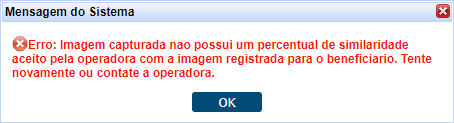 Mensagem do Sistema
Erro: Imagem capturada nao possui um percentual de similaridade
aceito pela operadora com a imagem registrada para o beneficiario. Tente
novamente ou contate a operadora.
OK